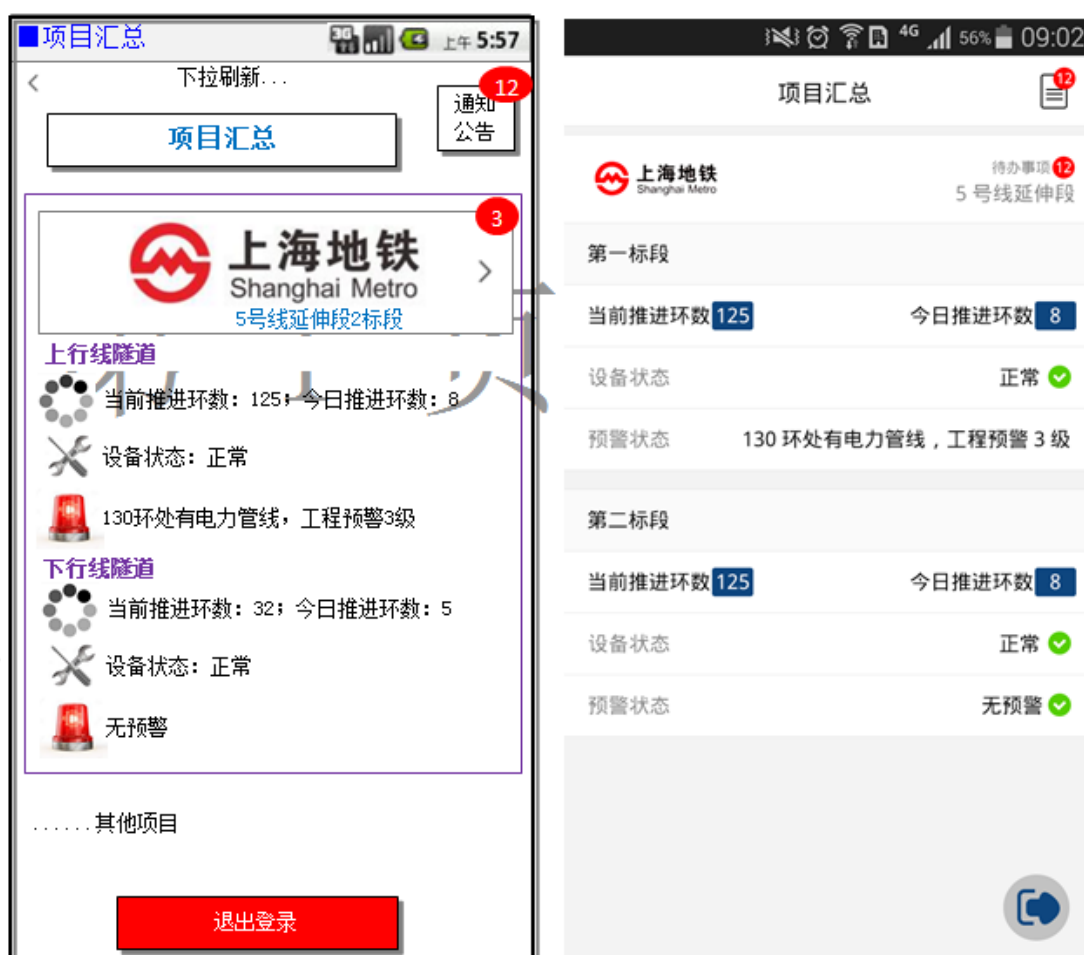 ■项目汇总
3G
上午 5:57
下拉刷新...
12
通知
公告
项目汇总
3
上海地铁
Shanghai Metro
5号线延伸段2标段
上行线隧道
当前推进环数：125；今日推进环数：8
设备状态：正常
130环处有电力管线，工程预警3级
下行线隧道
当前推进环数：32；今日推进环数：5
设备状态：正常
无预警
......其他项目
退出登录
4G 56% 09:02
项目汇总
12
上海地铁
Shanghai Metro
待办事项 12
5 号线延伸段
第一标段
当前推进环数 125 今日推进环数 8
设备状态 正常
预警状态 130 环处有电力管线，工程预警 3 级
第二标段
当前推进环数 125 今日推进环数 8
设备状态 正常
预警状态 无预警